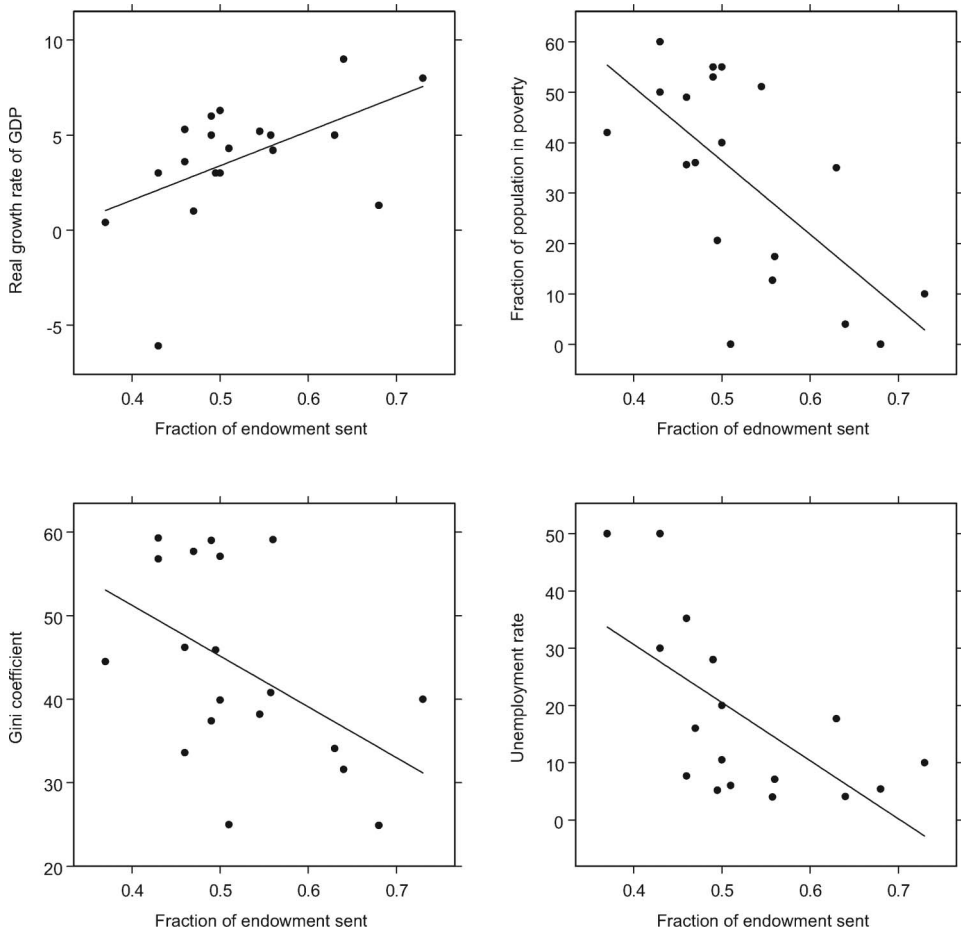 Real growth rate of GDP
10
5
0
-5
0.4 0.5 0.6 0.7
Fraction of endowment sent
Fraction of population in poverty
60
50
40
30
20
10
0
0.4 0.5 0.6 0.7
Fraction of ednowment sent
Gini coefficient
60
50
40
30
20
0.4 0.5 0.6 0.7
Fraction of endowment sent
Unemployment rate
50
40
30
20
10
0
0.4 0.5 0.6 0.7
Fraction of endowment sent